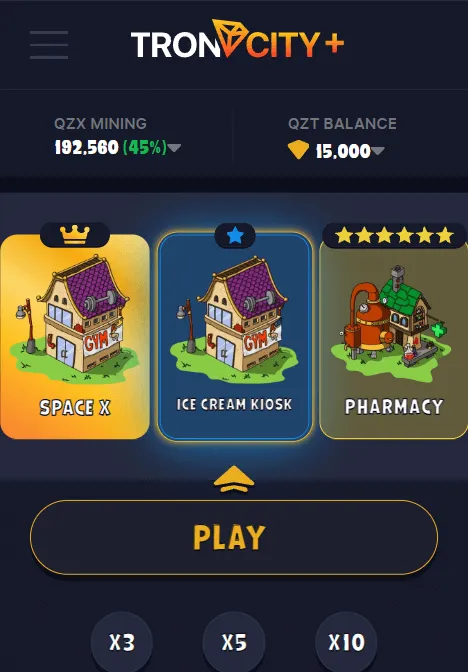 TRON CITY +
QZX MINING
192,560 (45%)
QZT BALANCE
15,000
GYM
SPACE X
GYM
ICE CREAM KIOSK
PHARMACY
PLAY
X3
X5
X10